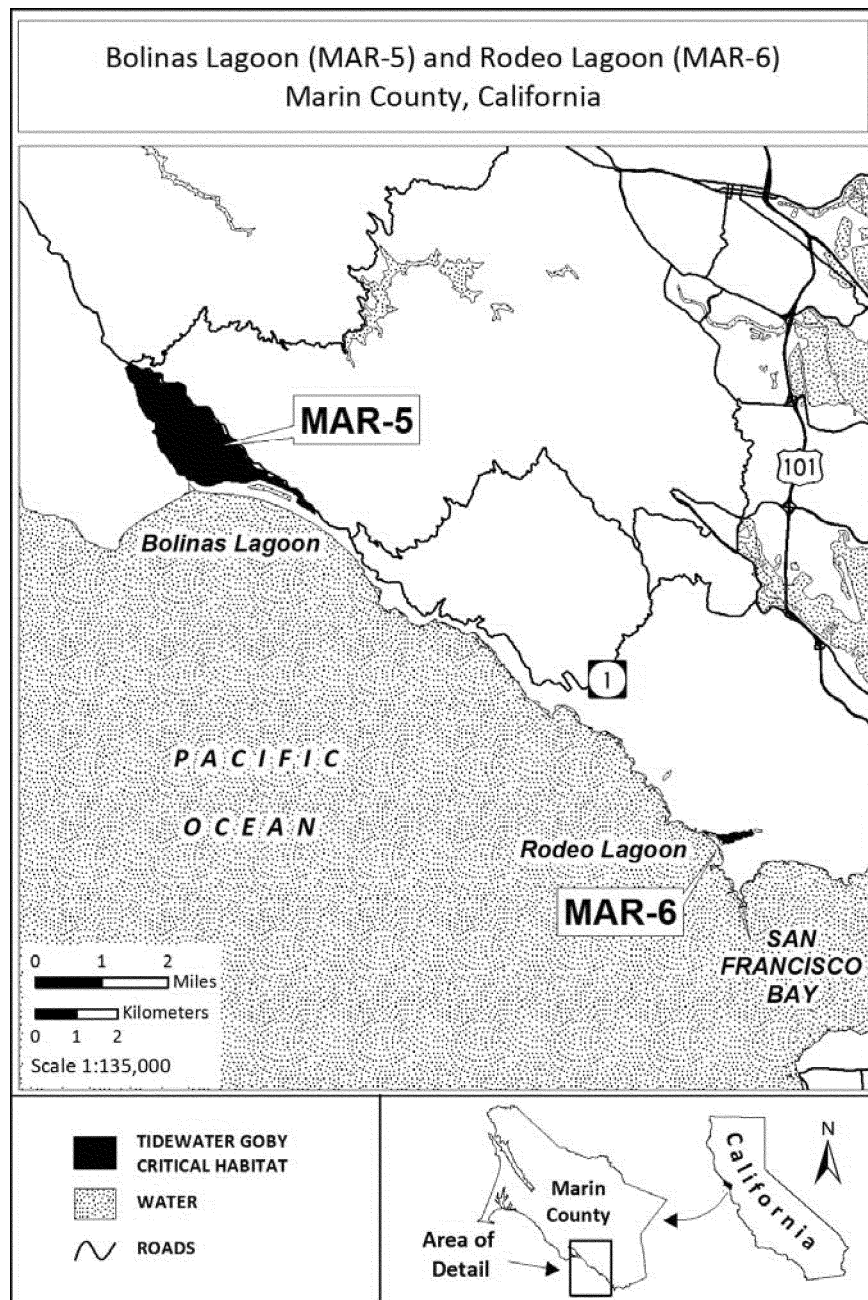 Bolinas Lagoon (MAR-5) and Rodeo Lagoon (MAR-6)
Marin County, California
MAR-5
101
Bolinas Lagoon
1
PACIFIC
OCEAN
Rodeo Lagoon
MAR-6
SAN
FRANCISCO
BAY
0 1 2
Miles
Kilometers
0 1 2
Scale 1:135,000
TIDEWATER GOBY
CRITICAL HABITAT
WATER
ROADS
Marin
County
Area of
Detail
California
N